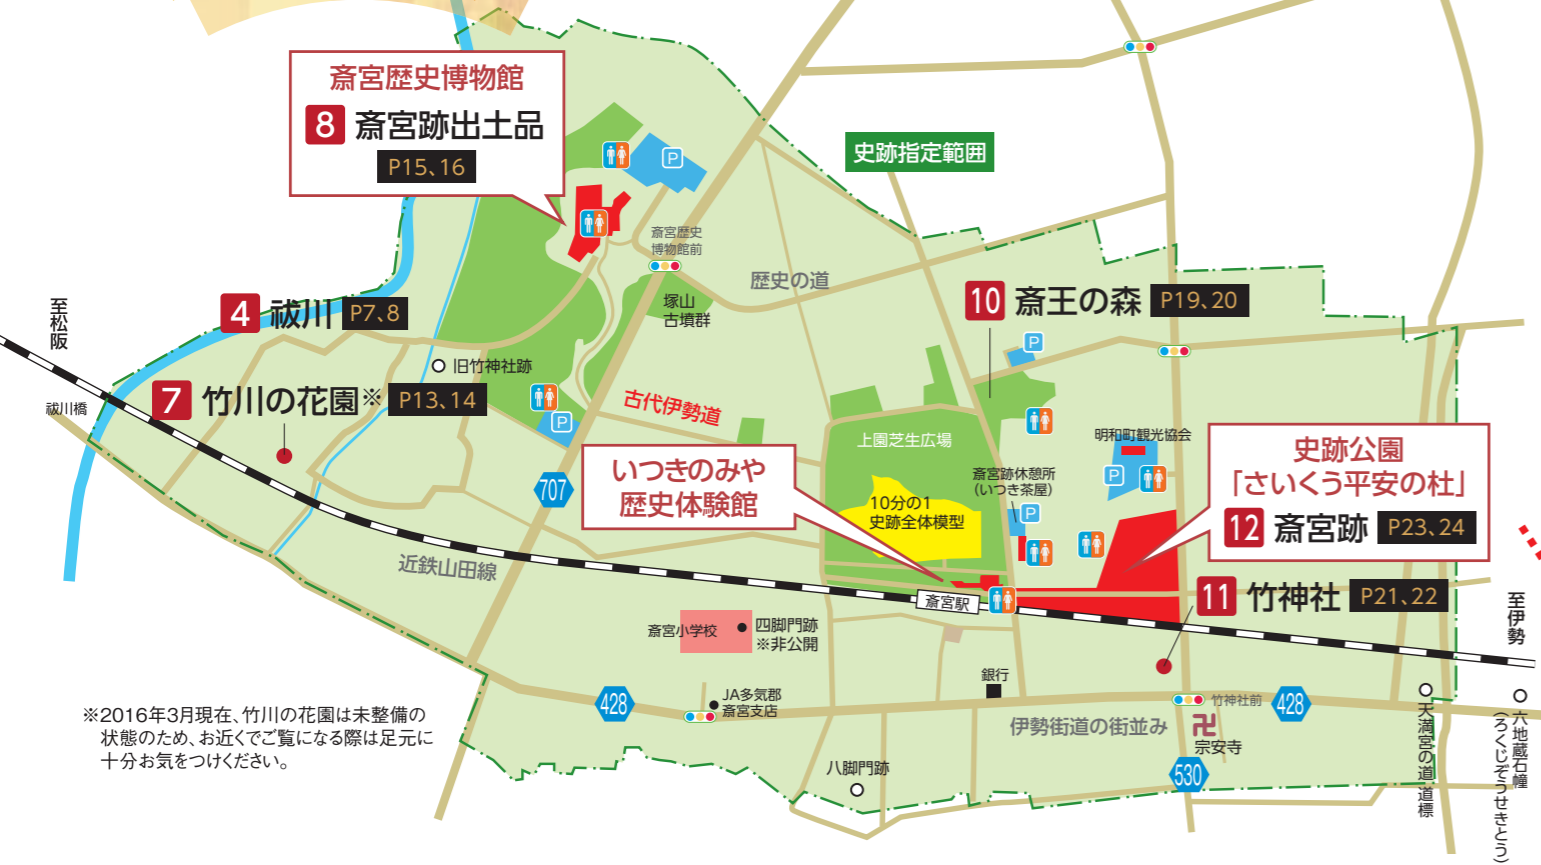 斎宮歴史博物館
8 斎宮跡出土品
P15、16
P
史跡指定範囲
斎宮歴史
博物館前
歴史の道
塚山
古墳群
至松阪
4 祓川 P7、8
10 斎王の森 P19、20
P
旧竹神社跡
7 竹川の花園※ P13、14
祓川橋
P
古代伊勢道
上園芝生広場
明和町観光協会
P
史跡公園
「さいくう平安の杜」
12 斎宮跡 P23、24
いつきのみや
歴史体験館
斎宮跡休憩所
(いつき茶屋)
P
10分の1
史跡全体模型
707
近鉄山田線
斎宮駅
11 竹神社 P21、22
至伊勢
斎宮小学校
四脚門跡
※非公開
銀行
428
JA多気郡
斎宮支店
竹神社前
428
伊勢街道の街並み
卍
宗安寺
530
八脚門跡
天満宮の道 道標
六地蔵石幢
(ろくじぞうせきとう)
※2016年3月現在、竹川の花園は未整備の
状態のため、お近くでご覧になる際は足元に
十分お気をつけください。